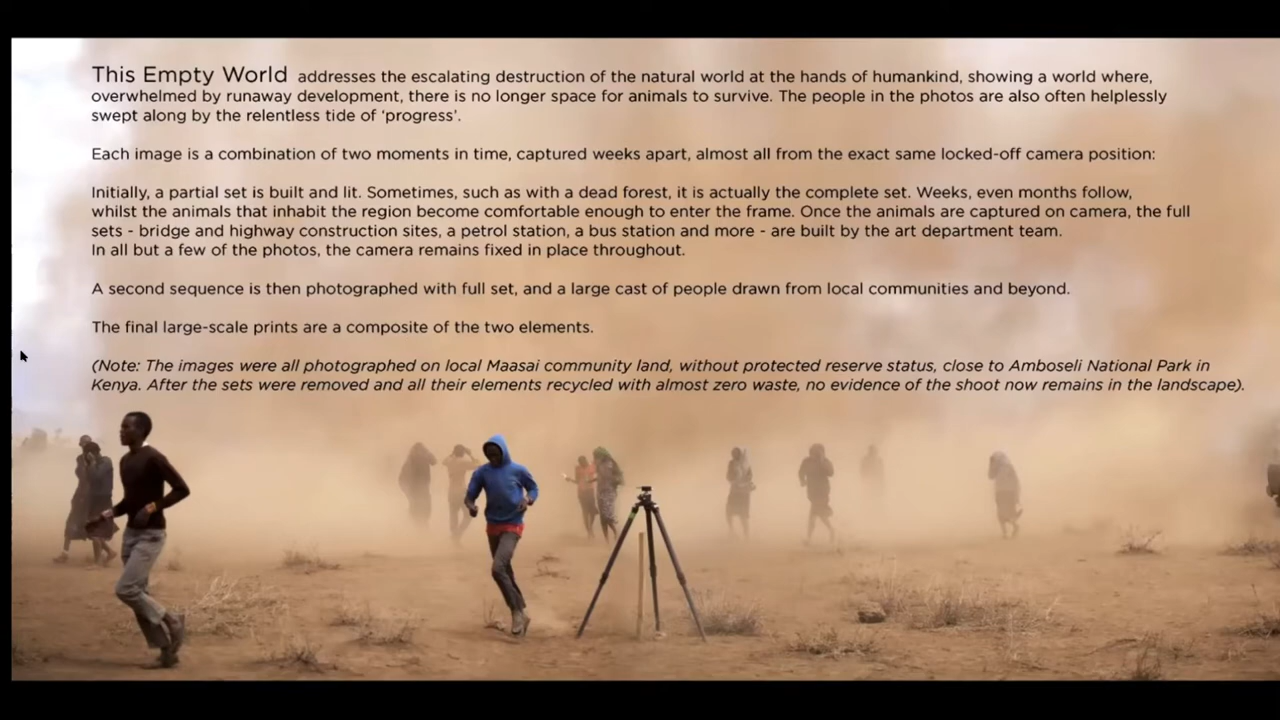 This Empty World addresses the escalating destruction of the natural world at the hands of humankind, showing a world where,
overwhelmed by runaway development, there is no longer space for animals to survive. The people in the photos are also often helplessly
swept along by the relentless tide of ‘progress’.
Each image is a combination of two moments in time, captured weeks apart, almost all from the exact same locked-off camera position:
Initially, a partial set is built and lit. Sometimes, such as with a dead forest, it is actually the complete set. Weeks, even months follow,
whilst the animals that inhabit the region become comfortable enough to enter the frame. Once the animals are captured on camera, the full
sets - bridge and highway construction sites, a petrol station, a bus station and more - are built by the art department team.
In all but a few of the photos, the camera remains fixed in place throughout.
A second sequence is then photographed with full set, and a large cast of people drawn from local communities and beyond.
The final large-scale prints are a composite of the two elements.
(Note: The images were all photographed on local Maasai community land, without protected reserve status, close to Amboseli National Park in
Kenya. After the sets were removed and all their elements recycled with almost zero waste, no evidence of the shoot now remains in the landscape).